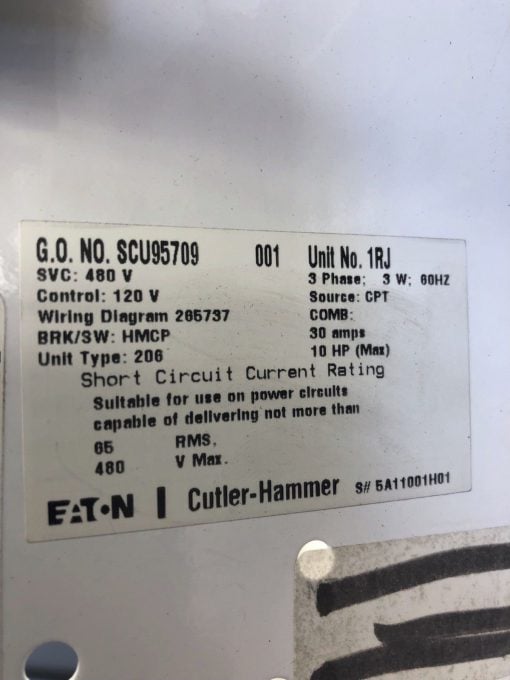 G.O. NO. SCU95709 001 Unit No. 1RJ
SVC: 480 V 3 Phase; 3 W; 60HZ
Control: 120 V Source: CPT
Wiring Diagram 265737 COMB:
BRK/SW: HMCP 30 amps
Unit Type: 206 10 HP (Max)
Short Circuit Current Rating
Suitable for use on power circuits
capable of delivering not more than
65 RMS.
480 V Max.
EAT•N | Cutler-Hammer S# 5A11001H01